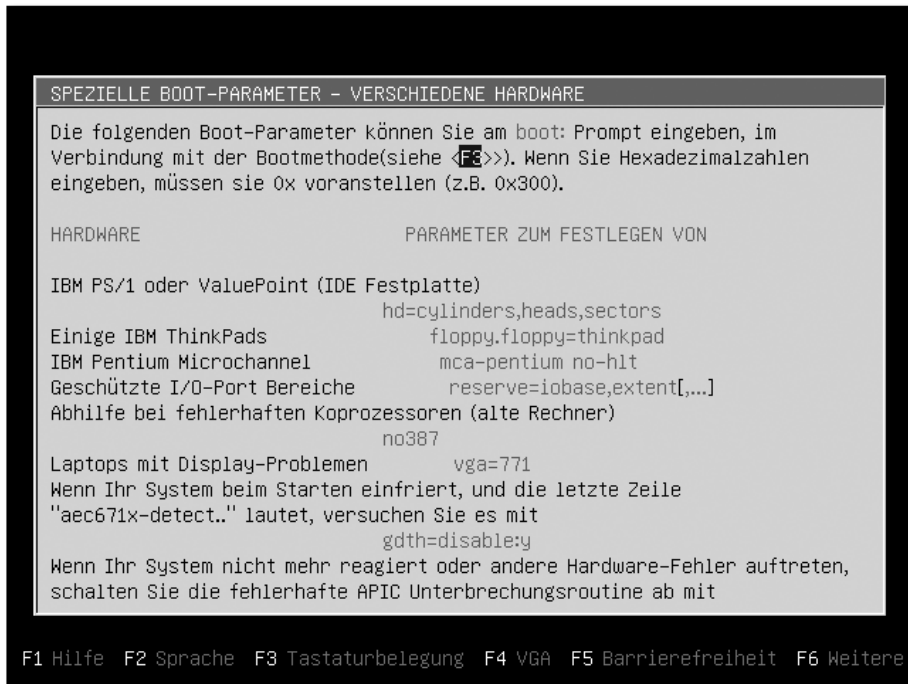 SPEZIELLE BOOT-PARAMETER - VERSCHIEDENE HARDWARE
Die folgenden Boot-Parameter können Sie am boot: Prompt eingeben, im
Verbindung mit der Bootmethode(siehe <F3>>). Wenn Sie Hexadezimalzahlen
eingeben, müssen sie 0x voranstellen (z.B. 0x300).
HARDWARE PARAMETER ZUM FESTLEGEN VON
IBM PS/1 oder ValuePoint (IDE Festplatte)
hd=cylinders,heads,sectors
Einige IBM ThinkPads floppy.floppy=thinkpad
IBM Pentium Microchannel mca-pentium no-hlt
Geschützte I/O-Port Bereiche reserve=iobase,extent[,...]
Abhilfe bei fehlerhaften Koprozessoren (alte Rechner)
no387
Laptops mit Display-Problemen vga=771
Wenn Ihr System beim Starten einfriert, und die letzte Zeile
"aec671x-detect.." lautet, versuchen Sie es mit
gdth=disable:y
Wenn Ihr System nicht mehr reagiert oder andere Hardware-Fehler auftreten,
schalten Sie die fehlerhafte APIC Unterbrechungsroutine ab mit
F1 Hilfe F2 Sprache F3 Tastaturbelegung F4 VGA F5 Barrierefreiheit F6 Weitere